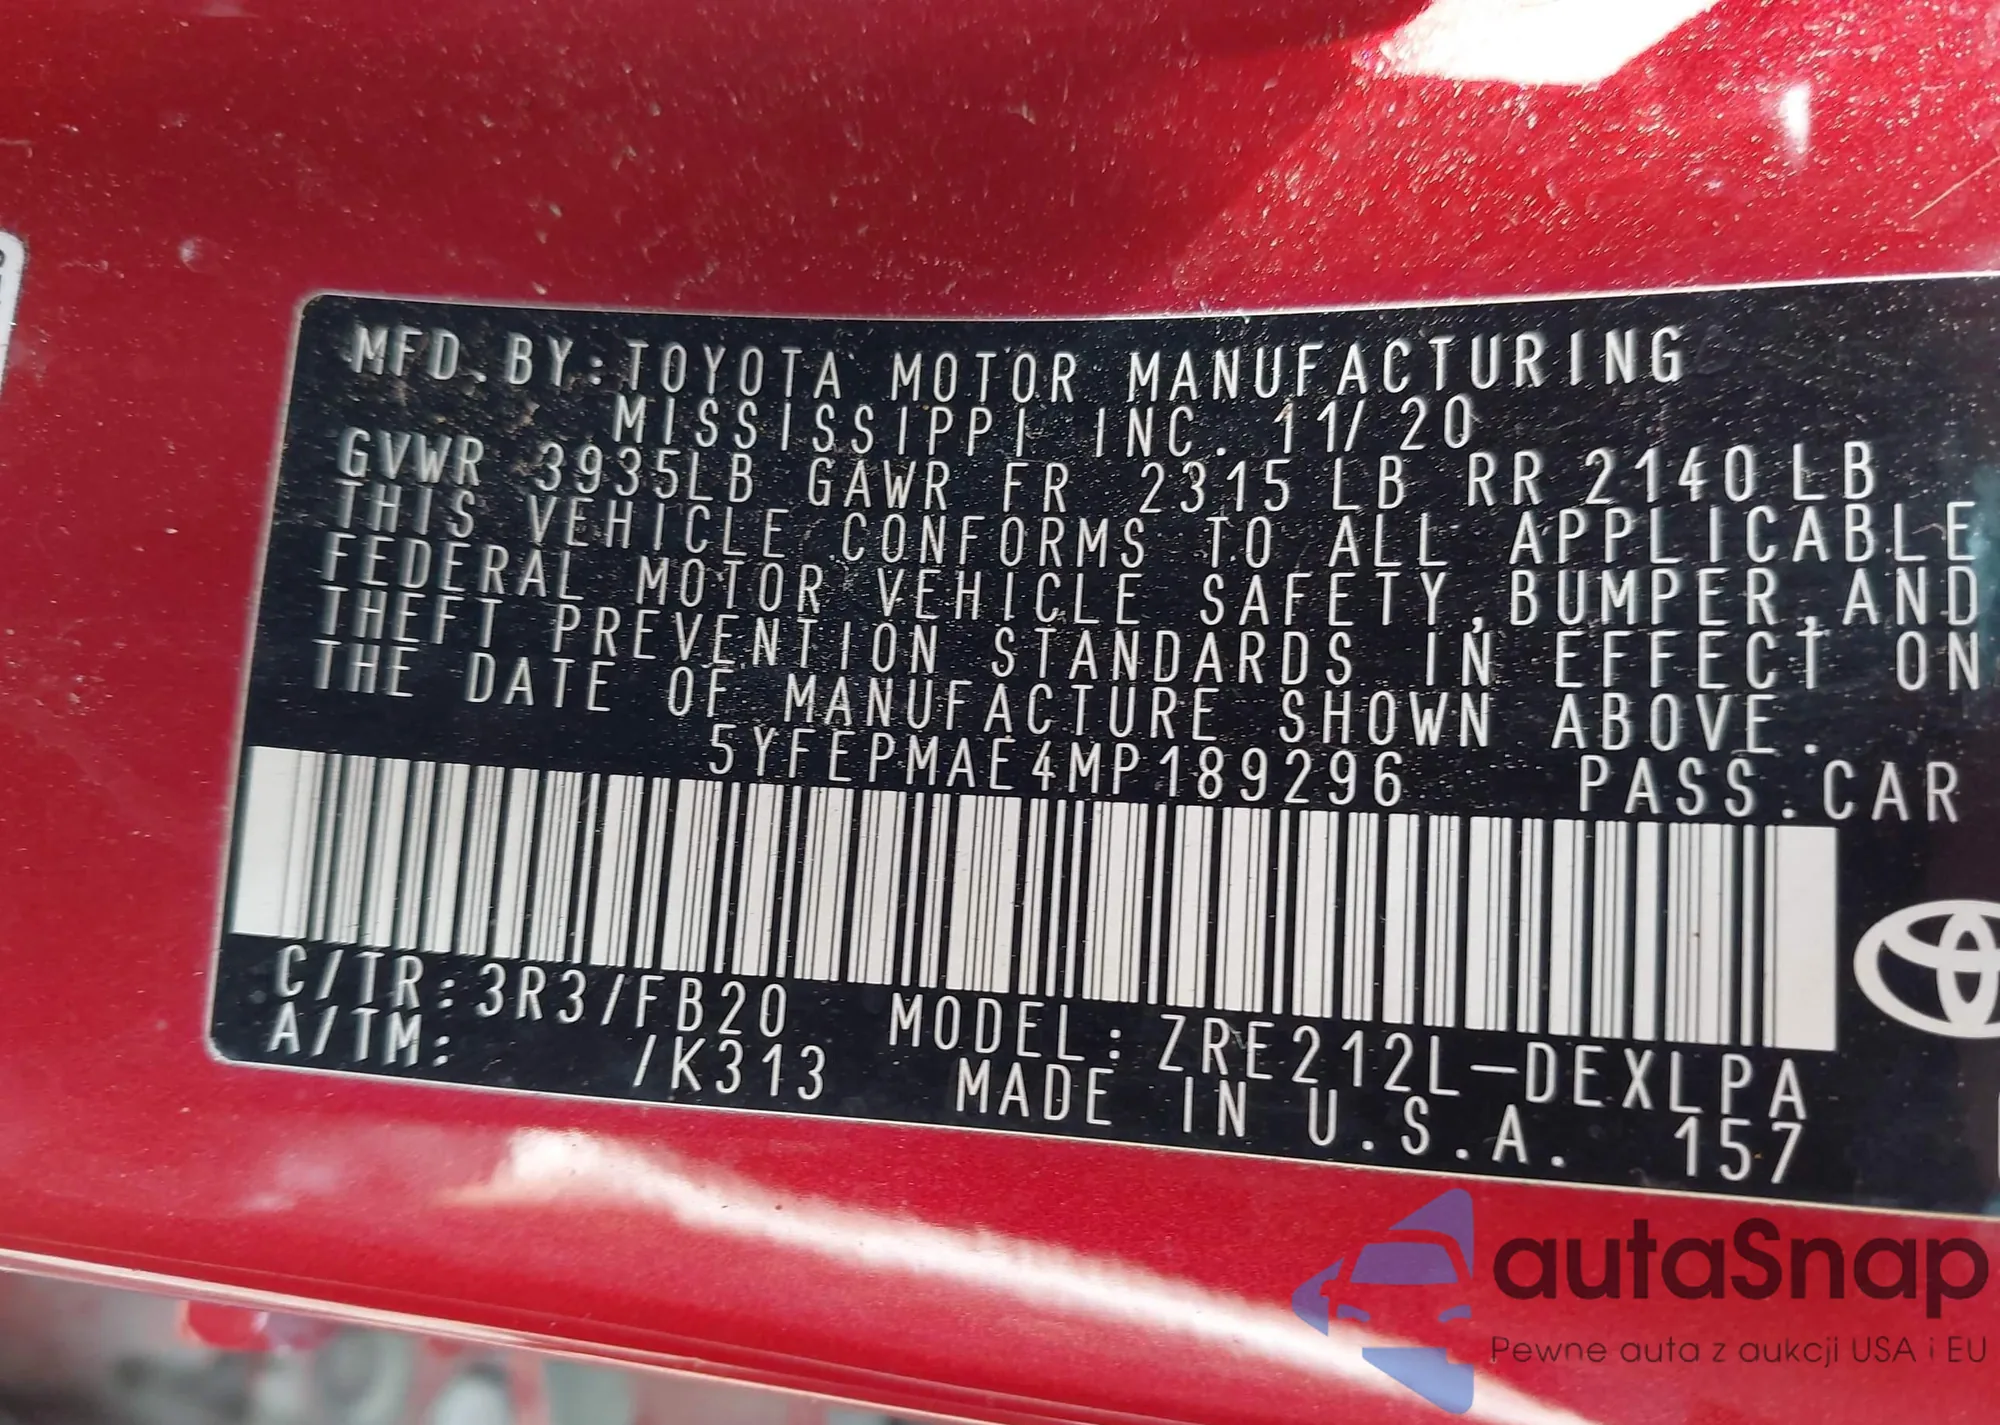 MFD.BY:TOYOTA MOTOR MANUFACTURING
MISSISSIPPI INC. 11/20
GVWR 3935LB GAWR FR 2315LB RR 2140LB
THIS VEHICLE CONFORMS TO ALL APPLICABLE
FEDERAL MOTOR VEHICLE SAFETY,BUMPER,AND
THEFT PREVENTION STANDARDS IN EFFECT ON
THE DATE OF MANUFACTURE SHOWN ABOVE.
5YFEPMAE4MP189296 PASS.CAR
C/TR:3R3/FB20 MODEL:ZRE212L-DEXLPA
A/TM: /K313 MADE IN U.S.A. 157
autaSnap
Pewne auta z aukcji USA i EU